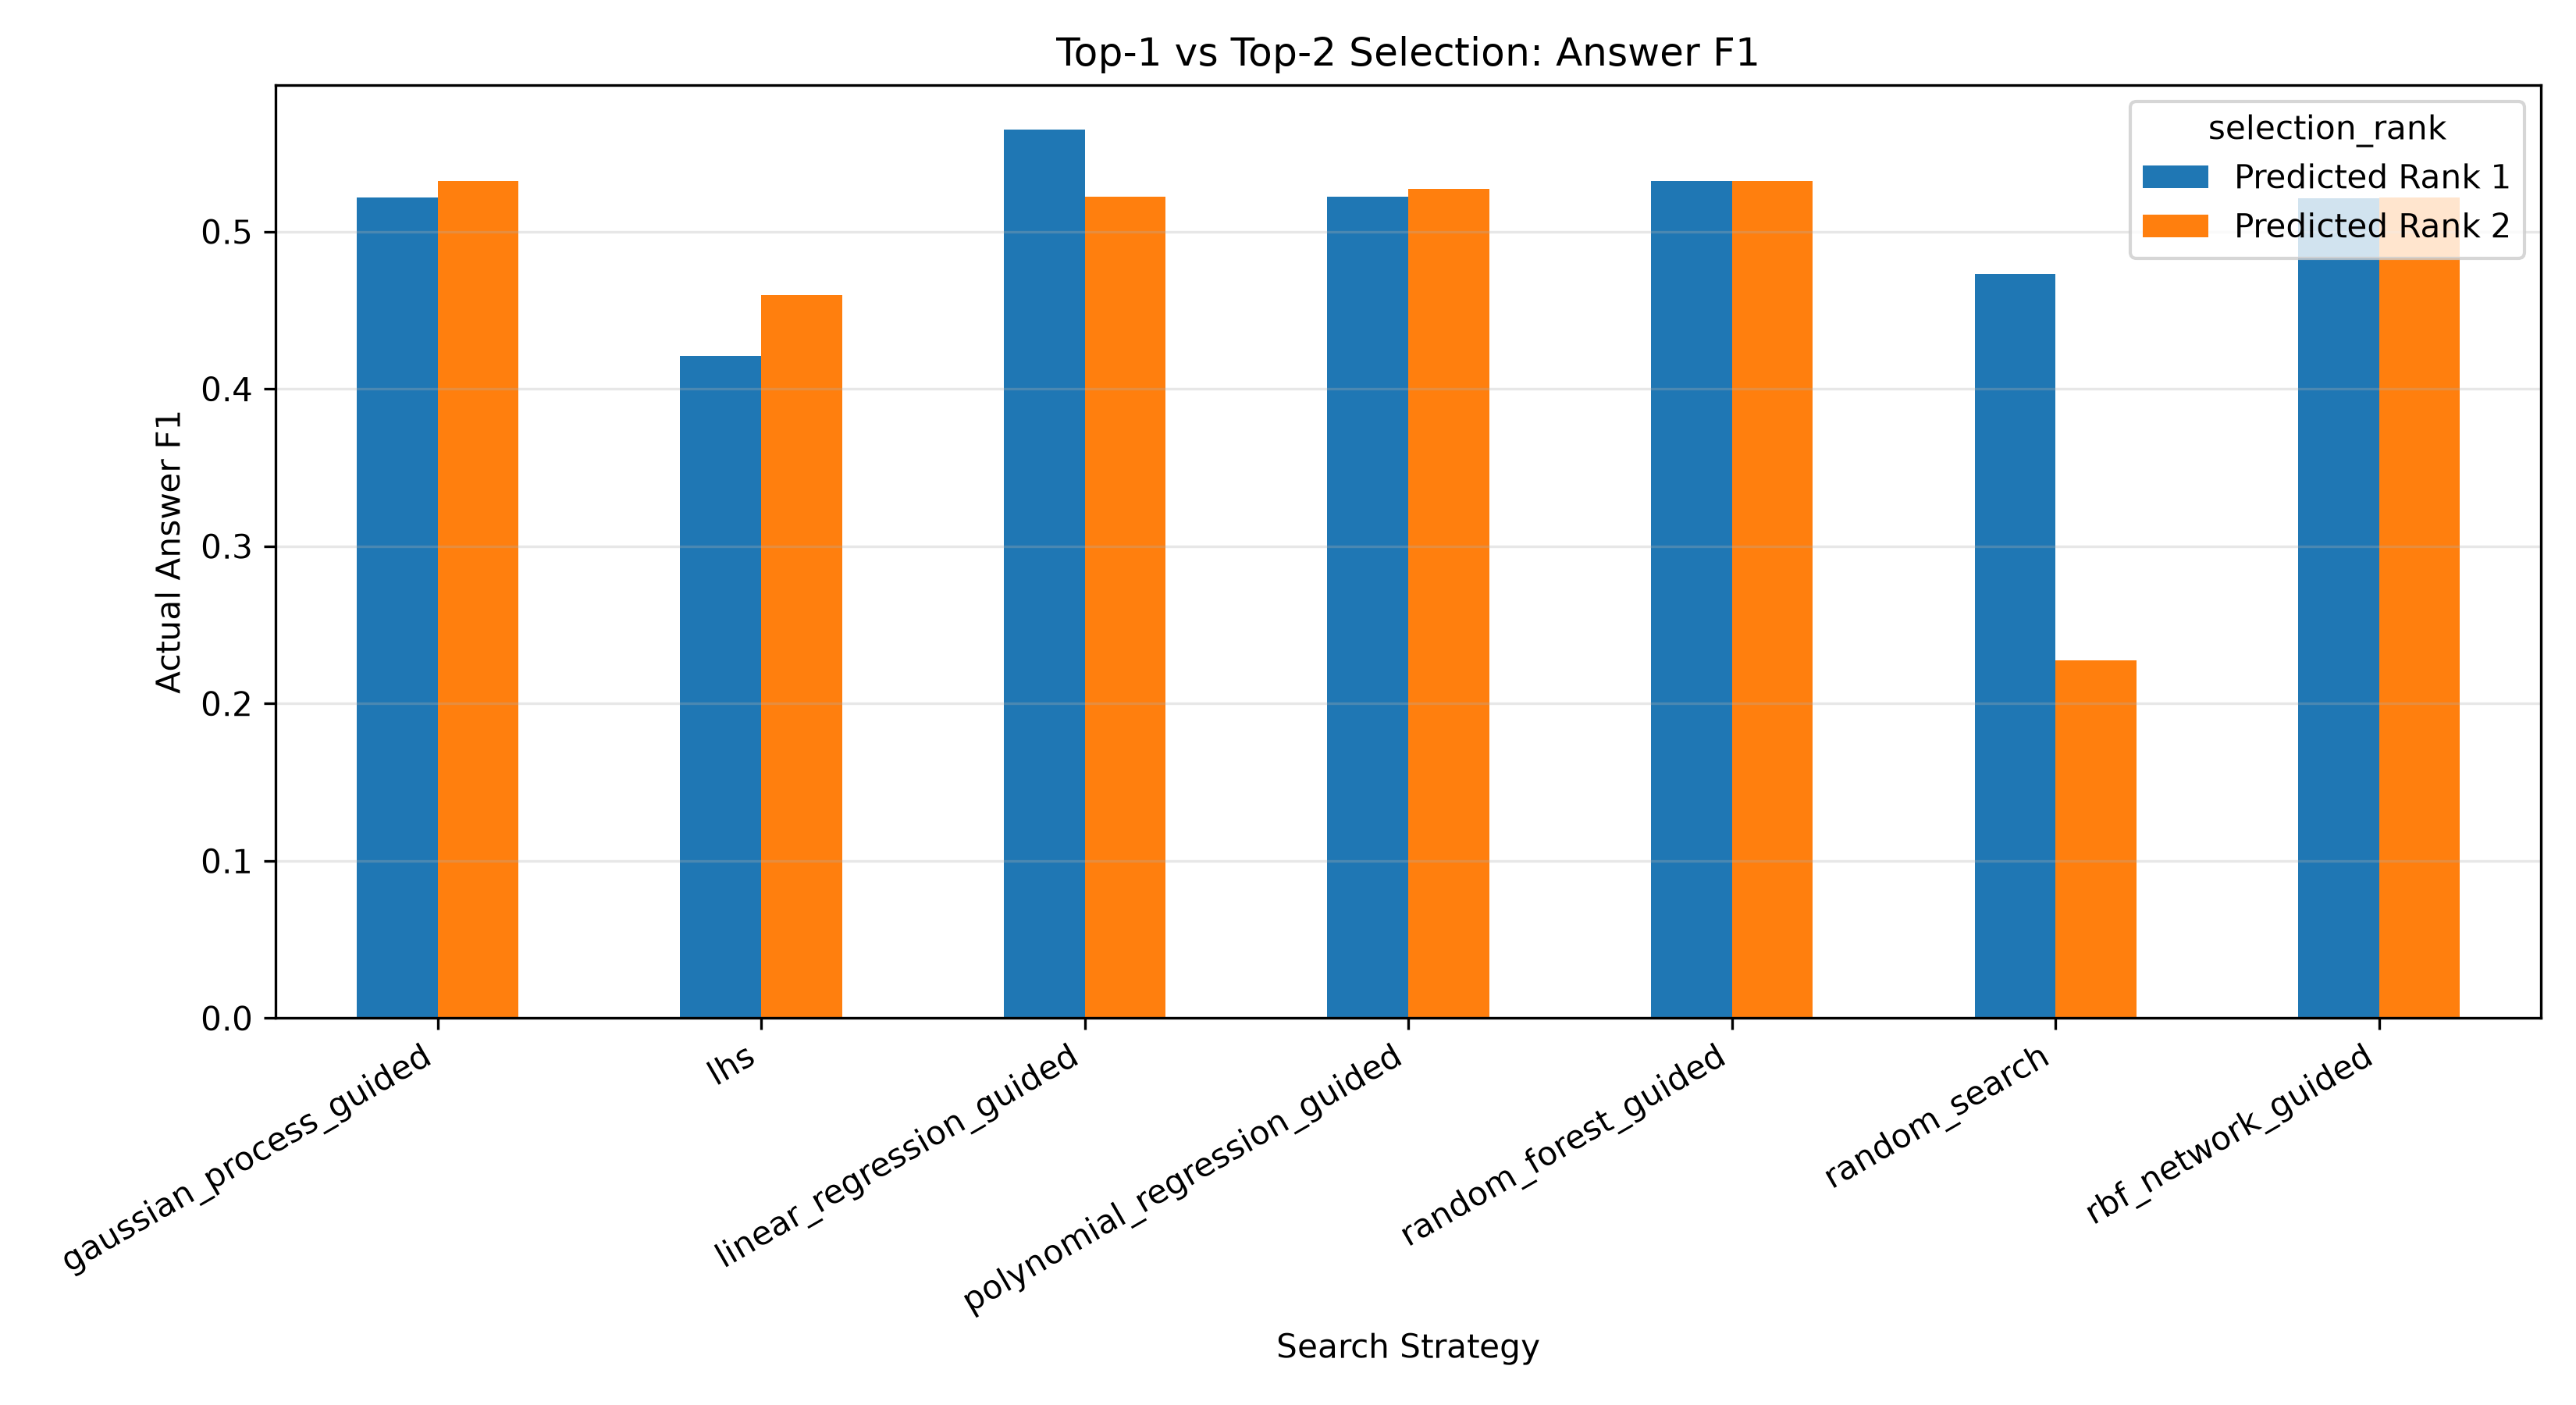 Top-1 vs Top-2 Selection: Answer F1
selection_rank
Predicted Rank 1
Predicted Rank 2
Actual Answer F1
0.5
0.4
0.3
0.2
0.1
0.0
gaussian_process_guided
lhs
linear_regression_guided
polynomial_regression_guided
random_forest_guided
random_search
rbf_network_guided
Search Strategy